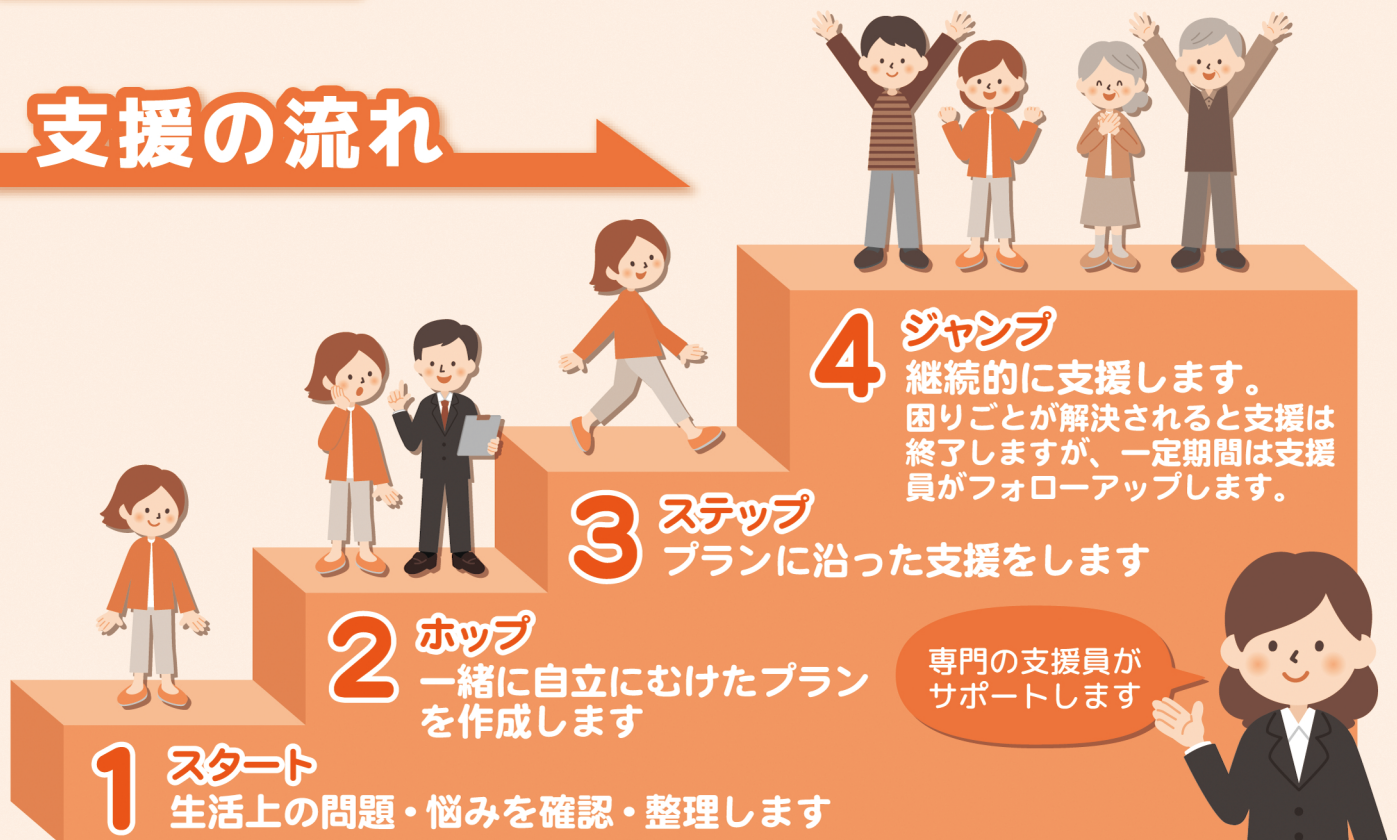 支援の流れ
4 ジャンプ
継続的に支援します。
困りごとが解決されると支援は
終了しますが、一定期間は支援
員がフォローアップします。
3 ステップ
プランに沿った支援をします
2 ホップ
一緒に自立にむけたプラン
を作成します
専門の支援員が
サポートします
1 スタート
生活上の問題・悩みを確認・整理します